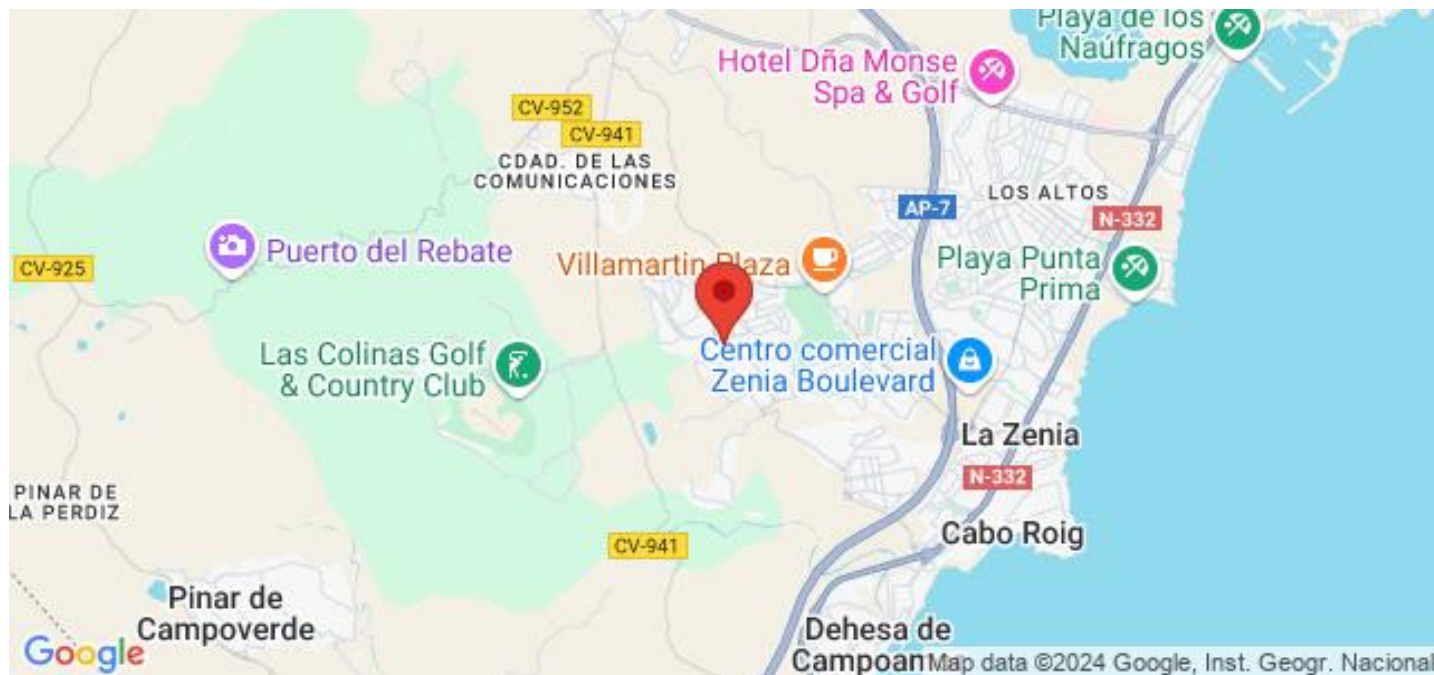 Playa de los
Naúfragos
Hotel Dña Monse
Spa & Golf
CV-952
CV-941
CDAD. DE LAS
COMUNICACIONES
LOS ALTOS
AP-7
N-332
Puerto del Rebate
CV-925
Villamartin Plaza
Playa Punta
Prima
Las Colinas Golf
& Country Club
Centro comercial
Zenia Boulevard
La Zenia
N-332
PINAR DE
LA PERDIZ
CV-941
Cabo Roig
Pinar de
Campoverde
Dehesa de
Google
Map data ©2024 Google, Inst. Geogr. Nacional